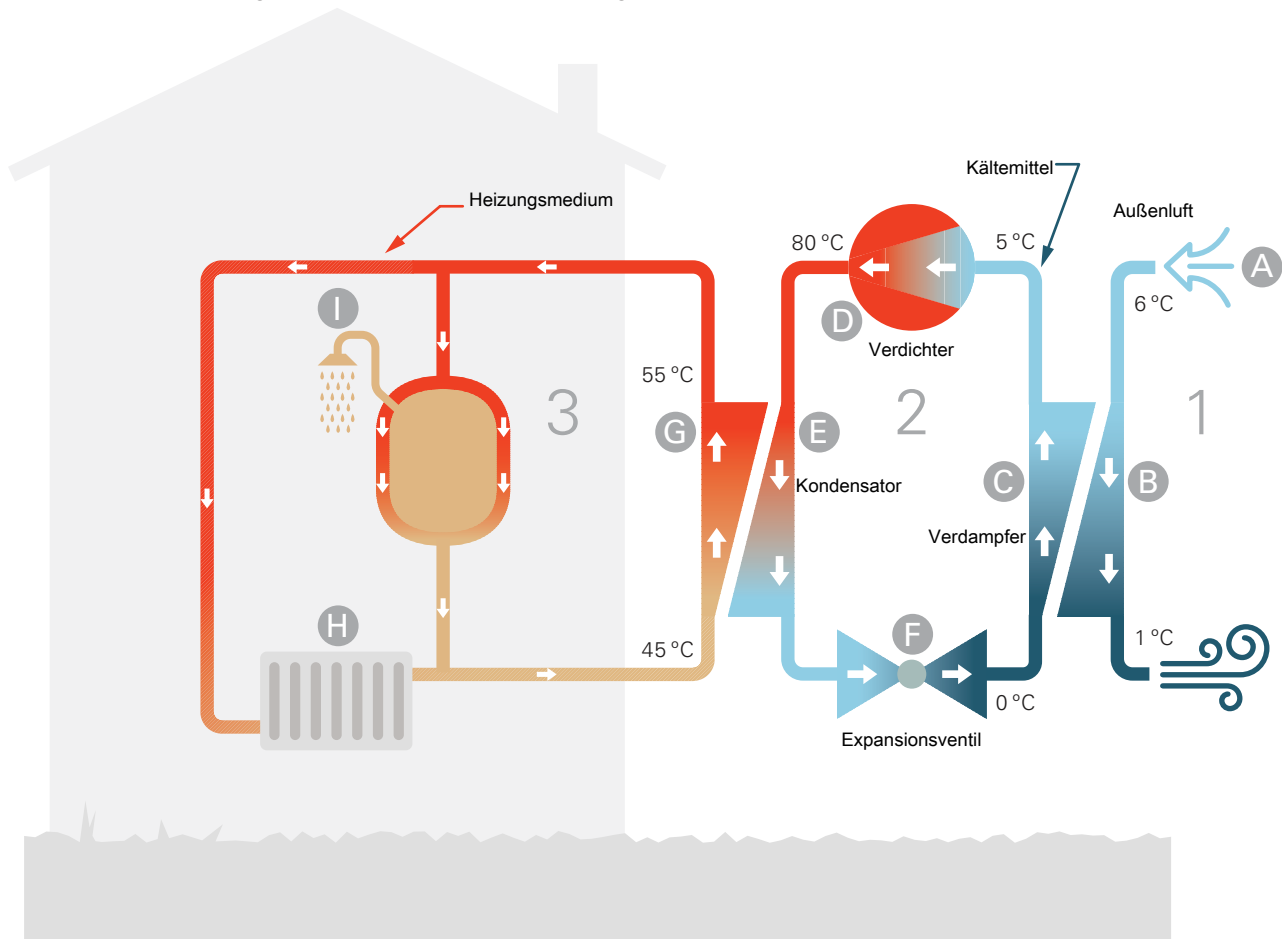 Kältemittel
Heizungsmedium
Außenluft
80 °C
5 °C
A
6 °C
I
D
Verdichter
55 °C
3
2
1
G
E
Kondensator
C
B
Verdampfer
H
F
45 °C
1 °C
0 °C
Expansionsventil